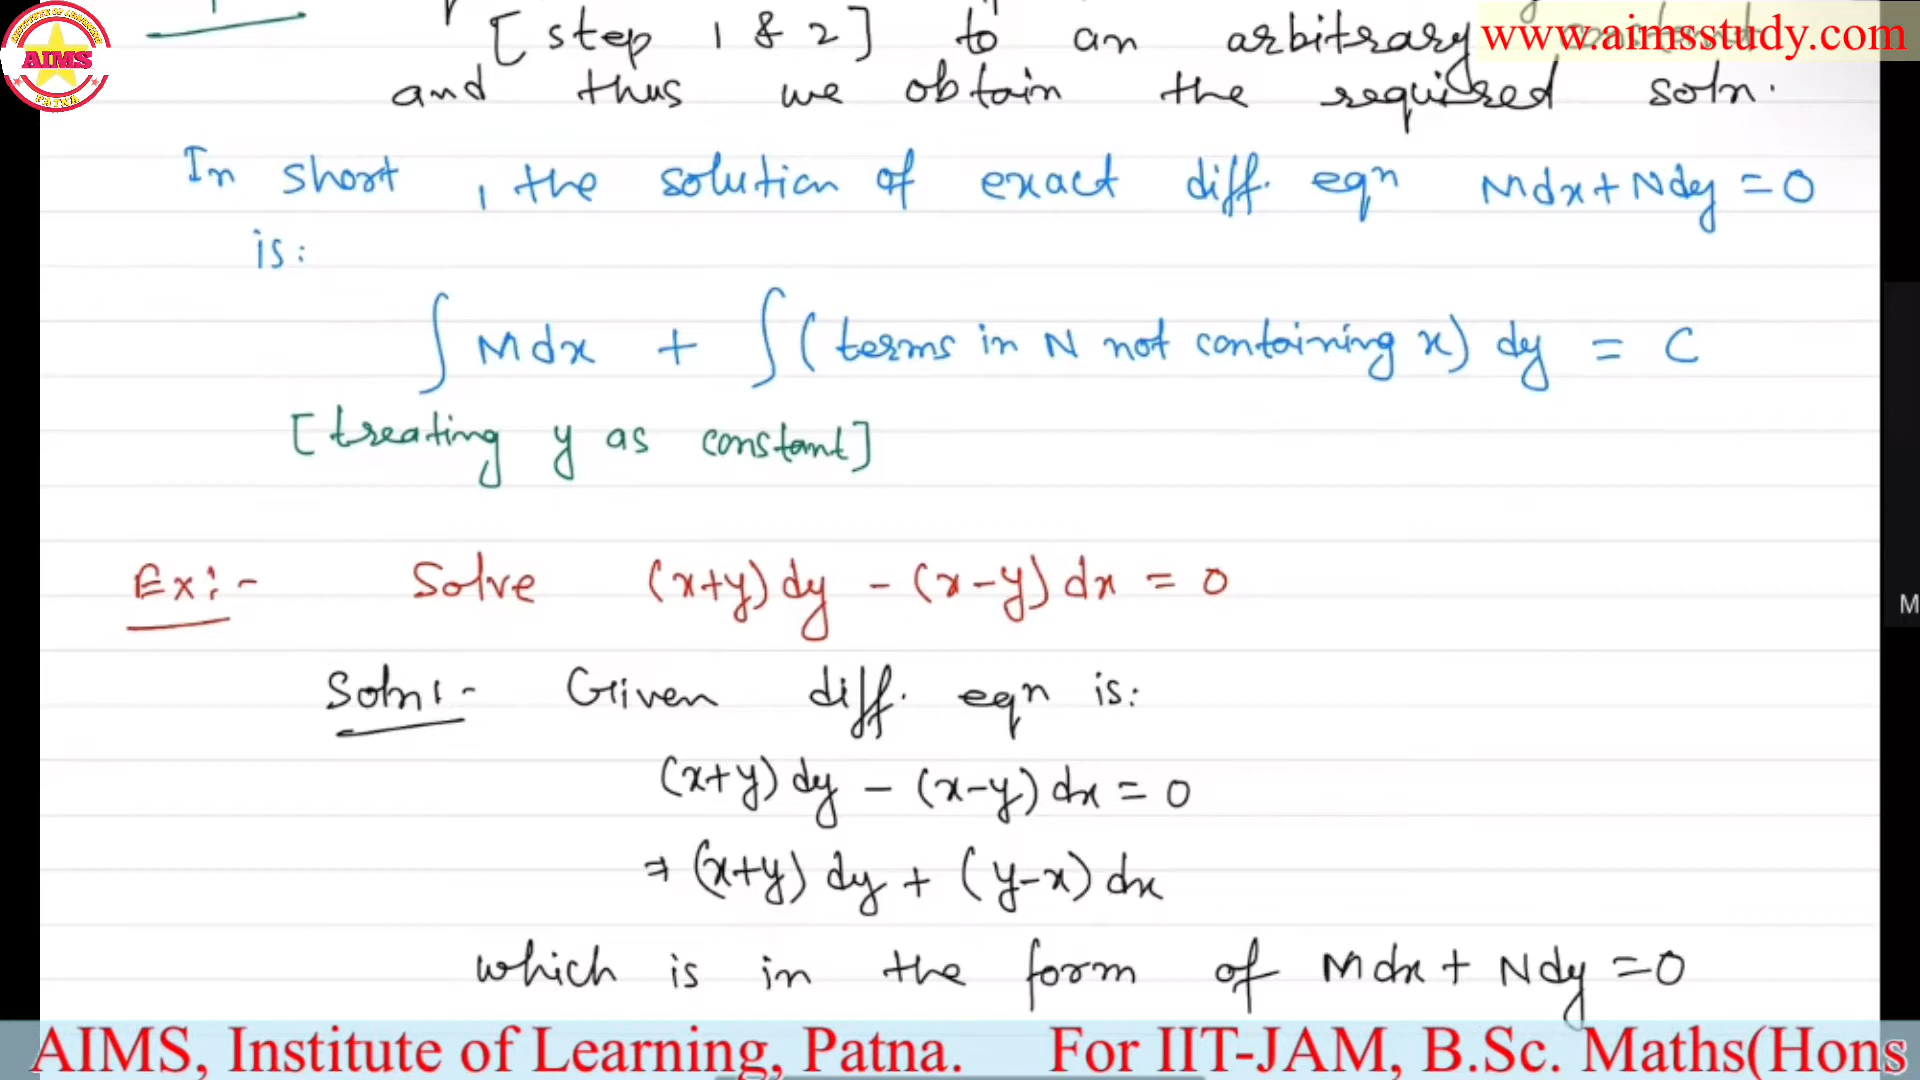 [ step 1 & 2 ] to an arbitrary
www.aimsstudy.com
AIMS
PATNA
and thus we obtain the required soln.
In short, the solution of exact diff. eqn Mdx + Ndy = 0
is:
∫ Mdx + ∫ ( terms in N not containing x) dy = C
[ treating y as constant ]
Ex:- Solve (x+y) dy - (x-y) dx = 0
M
Soln:- Given diff. eqn is:
(x+y) dy - (x-y) dx = 0
⇒ (x+y) dy + (y-x) dx
which is in the form of Mdx + Ndy = 0
AIMS, Institute of Learning, Patna. For IIT-JAM, B.Sc. Maths(Hons